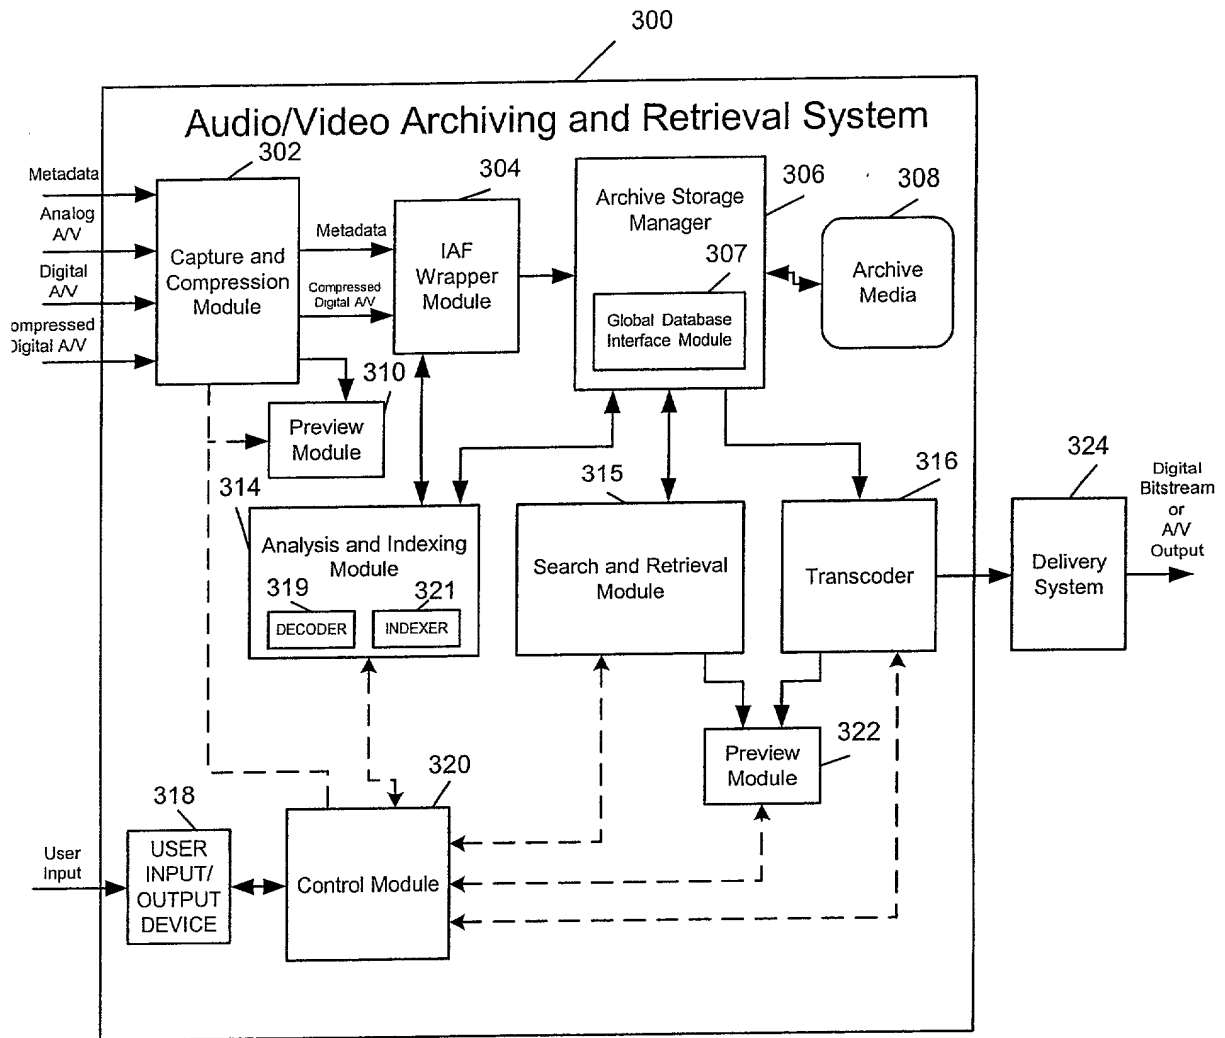 300
Audio/Video Archiving and Retrieval System
302
304
306
308
Metadata
Analog
A/V
Digital
A/V
ompressed
Digital A/V
Capture and
Compression
Module
Metadata
Compressed
Digital A/V
IAF
Wrapper
Module
Archive Storage
Manager
307
Global Database
Interface Module
Archive
Media
310
Preview
Module
314
Analysis and Indexing
Module
319
321
DECODER
INDEXER
315
Search and Retrieval
Module
316
Transcoder
324
Delivery
System
Digital
Bitstream
or
A/V
Output
322
Preview
Module
320
Control Module
318
USER
INPUT/
OUTPUT
DEVICE
User
Input